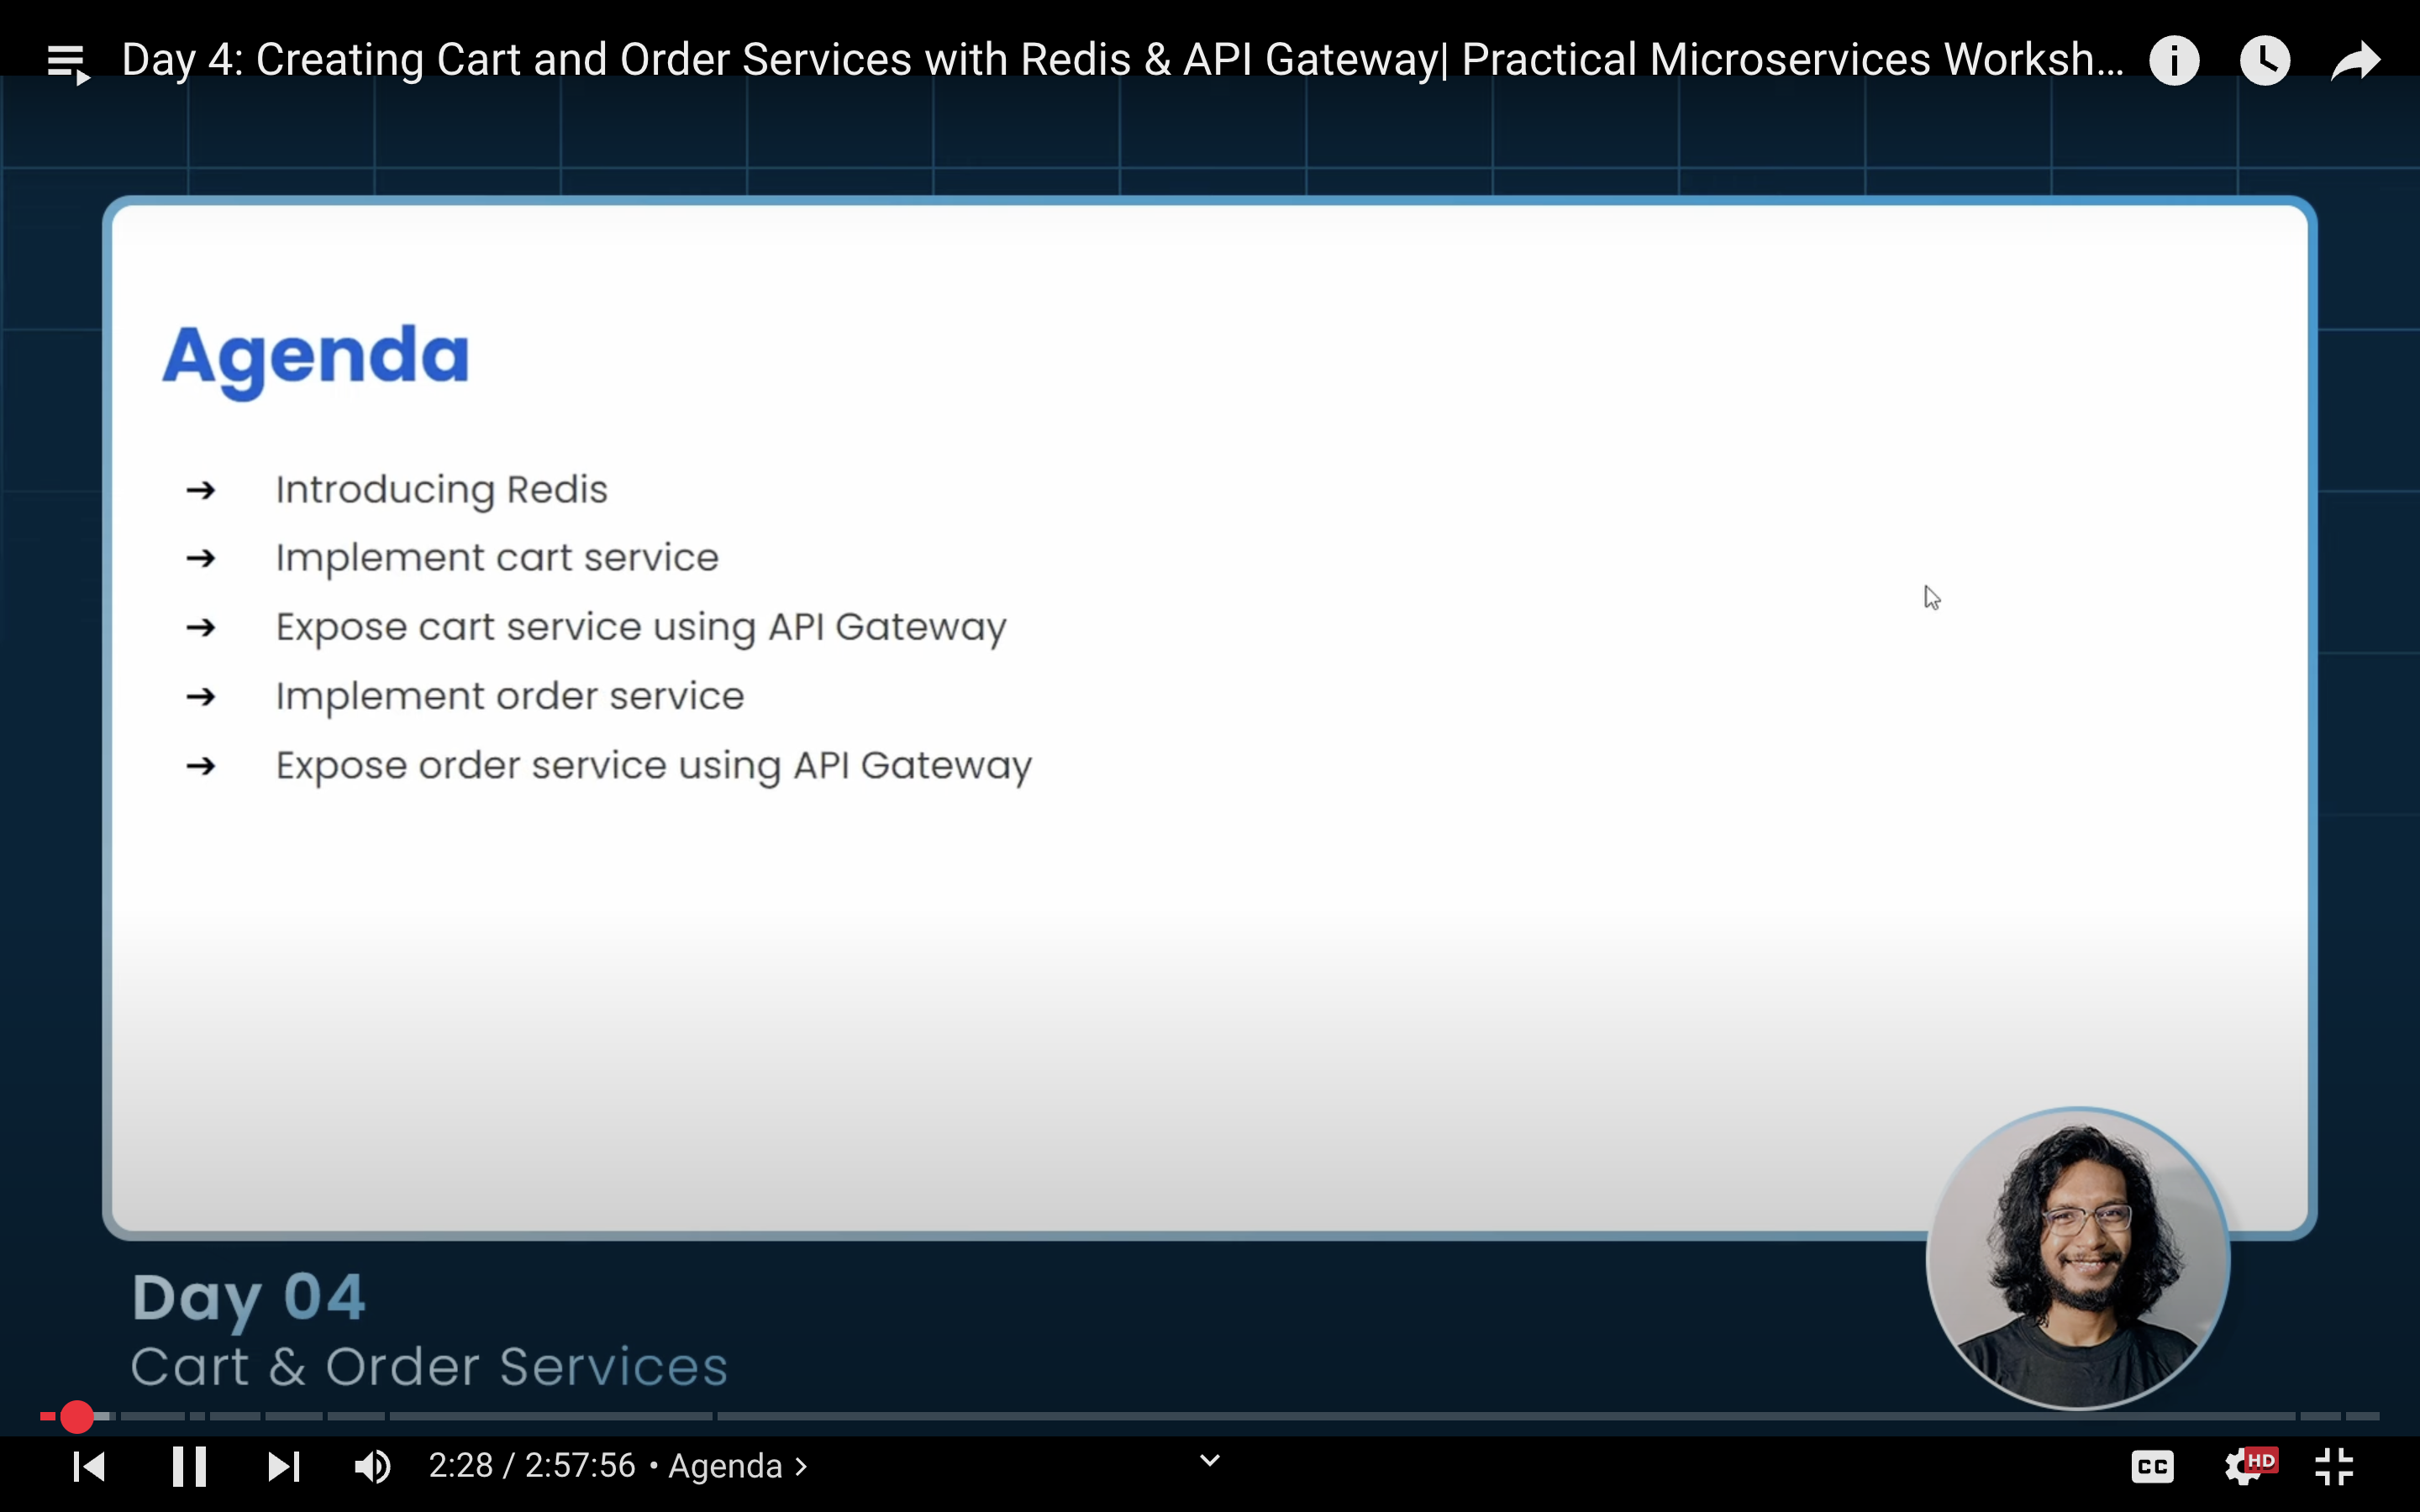 Day 4: Creating Cart and Order Services with Redis & API Gateway| Practical Microservices Worksh...
Agenda
➔ Introducing Redis
➔ Implement cart service
➔ Expose cart service using API Gateway
➔ Implement order service
➔ Expose order service using API Gateway
Day 04
Cart & Order Services
2:28 / 2:57:56 • Agenda >
CC
HD